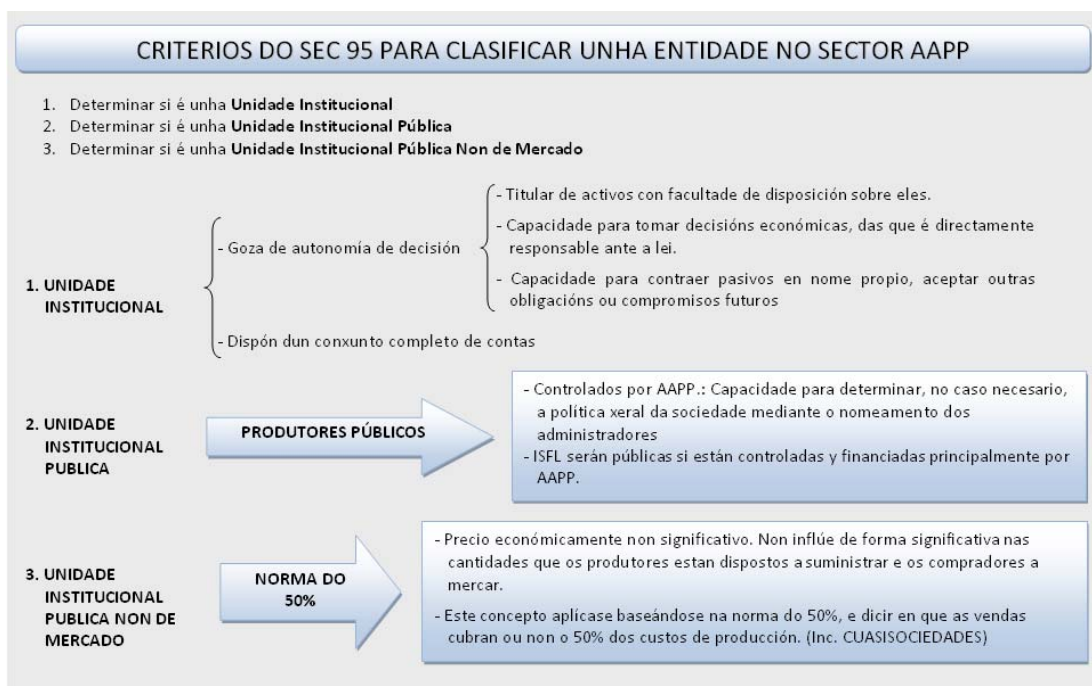 CRITERIOS DO SEC 95 PARA CLASIFICAR UNHA ENTIDADE NO SECTOR AAPP
1. Determinar si é unha Unidade Institucional
2. Determinar si é unha Unidade Institucional Pública
3. Determinar si é unha Unidade Institucional Pública Non de Mercado
1. UNIDADE
INSTITUCIONAL
- Goza de autonomía de decisión
- Titular de activos con facultade de disposición sobre eles.
- Capacidade para tomar decisións económicas, das que é directamente
responsable ante a lei.
- Capacidade para contraer pasivos en nome propio, aceptar outras
obligacións ou compromisos futuros
- Dispón dun conxunto completo de contas
2. UNIDADE
INSTITUCIONAL
PUBLICA
PRODUTORES PÚBLICOS
- Controlados por AAPP.: Capacidade para determinar, no caso necesario,
a política xeral da sociedade mediante o nomeamento dos
administradores
- ISFL serán públicas si están controladas y financiadas principalmente por
AAPP.
3. UNIDADE
INSTITUCIONAL
PUBLICA NON DE
MERCADO
NORMA DO
50%
- Precio económicamente non significativo. Non inflúe de forma significativa nas
cantidades que os produtores estan dispostos a suministrar e os compradores a
mercar.
- Este concepto aplícase baseándose na norma do 50%, e dicir en que as vendas
cubran ou non o 50% dos custos de producción. (Inc. CUASISOCIEDADES)